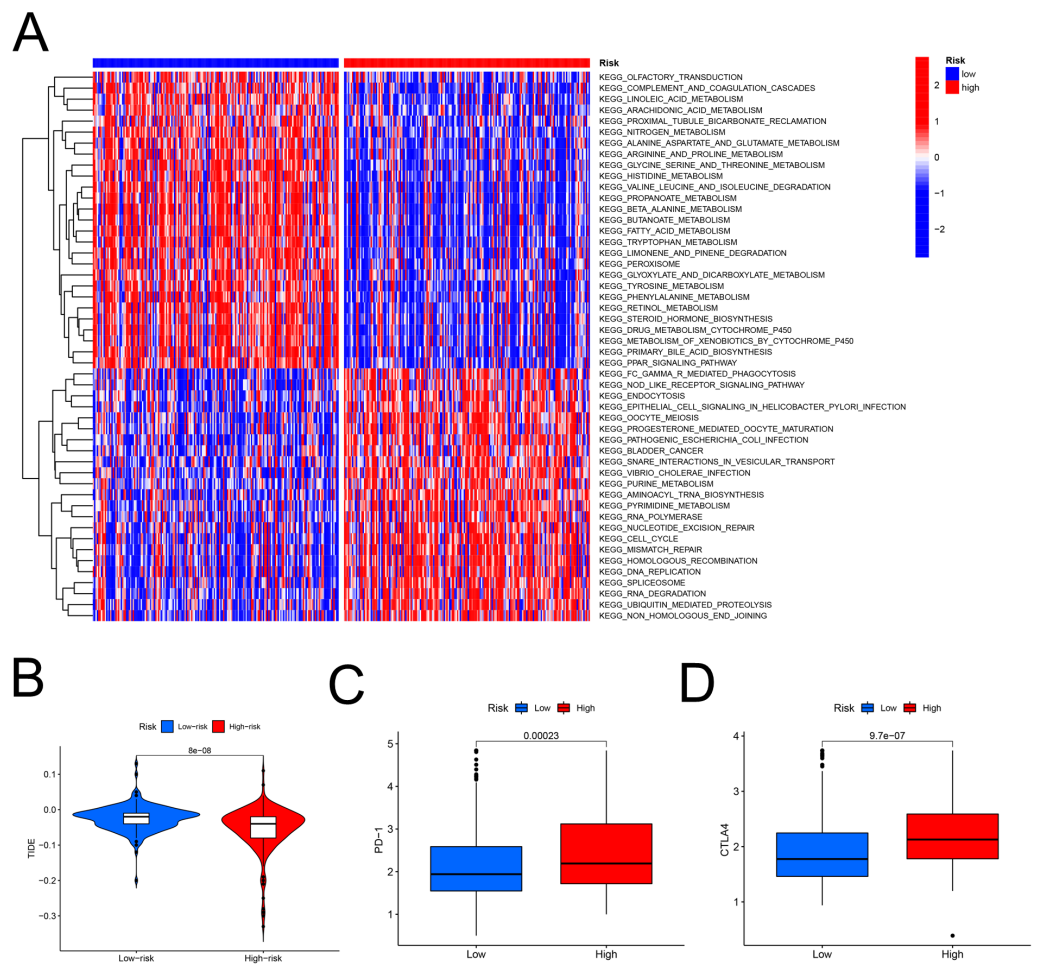 A
Risk
KEGG_OLFACTORY_TRANSDUCTION
KEGG_COMPLEMENT_AND_COAGULATION_CASCADES
KEGG_LINOLEIC_ACID_METABOLISM
KEGG_ARACHIDONIC_ACID_METABOLISM
KEGG_PROXIMAL_TUBULE_BICARBONATE_RECLAMATION
KEGG_NITROGEN_METABOLISM
KEGG_ALANINE_ASPARTATE_AND_GLUTAMATE_METABOLISM
KEGG_ARGININE_AND_PROLINE_METABOLISM
KEGG_GLYCINE_SERINE_AND_THREONINE_METABOLISM
KEGG_HISTIDINE_METABOLISM
KEGG_VALINE_LEUCINE_AND_ISOLEUCINE_DEGRADATION
KEGG_PROPANOATE_METABOLISM
KEGG_BETA_ALANINE_METABOLISM
KEGG_BUTANOATE_METABOLISM
KEGG_FATTY_ACID_METABOLISM
KEGG_TRYPTOPHAN_METABOLISM
KEGG_LIMONENE_AND_PINENE_DEGRADATION
KEGG_PEROXISOME
KEGG_GLYOXYLATE_AND_DICARBOXYLATE_METABOLISM
KEGG_TYROSINE_METABOLISM
KEGG_PHENYLALANINE_METABOLISM
KEGG_RETINOL_METABOLISM
KEGG_STEROID_HORMONE_BIOSYNTHESIS
KEGG_DRUG_METABOLISM_CYTOCHROME_P450
KEGG_METABOLISM_OF_XENOBIOTICS_BY_CYTOCHROME_P450
KEGG_PRIMARY_BILE_ACID_BIOSYNTHESIS
KEGG_PPAR_SIGNALING_PATHWAY
KEGG_FC_GAMMA_R_MEDIATED_PHAGOCYTOSIS
KEGG_NOD_LIKE_RECEPTOR_SIGNALING_PATHWAY
KEGG_ENDOCYTOSIS
KEGG_EPITHELIAL_CELL_SIGNALING_IN_HELICOBACTER_PYLORI_INFECTION
KEGG_OOCYTE_MEIOSIS
KEGG_PROGESTERONE_MEDIATED_OOCYTE_MATURATION
KEGG_PATHOGENIC_ESCHERICHIA_COLI_INFECTION
KEGG_BLADDER_CANCER
KEGG_SNARE_INTERACTIONS_IN_VESICULAR_TRANSPORT
KEGG_VIBRIO_CHOLERAE_INFECTION
KEGG_PURINE_METABOLISM
KEGG_AMINOACYL_TRNA_BIOSYNTHESIS
KEGG_PYRIMIDINE_METABOLISM
KEGG_RNA_POLYMERASE
KEGG_NUCLEOTIDE_EXCISION_REPAIR
KEGG_CELL_CYCLE
KEGG_MISMATCH_REPAIR
KEGG_HOMOLOGOUS_RECOMBINATION
KEGG_DNA_REPLICATION
KEGG_SPLICEOSOME
KEGG_RNA_DEGRADATION
KEGG_UBIQUITIN_MEDIATED_PROTEOLYSIS
KEGG_NON_HOMOLOGOUS_END_JOINING
2
1
0
−1
−2
Risk
low
high
B
Risk Low−risk High−risk
8e−08
0.1
0.0
−0.1
−0.2
−0.3
TIDE
Low−risk High−risk
C
Risk Low High
0.00023
5
4
3
2
1
PD−1
Low High
D
Risk Low High
9.7e−07
4
3
2
1
CTLA4
Low High